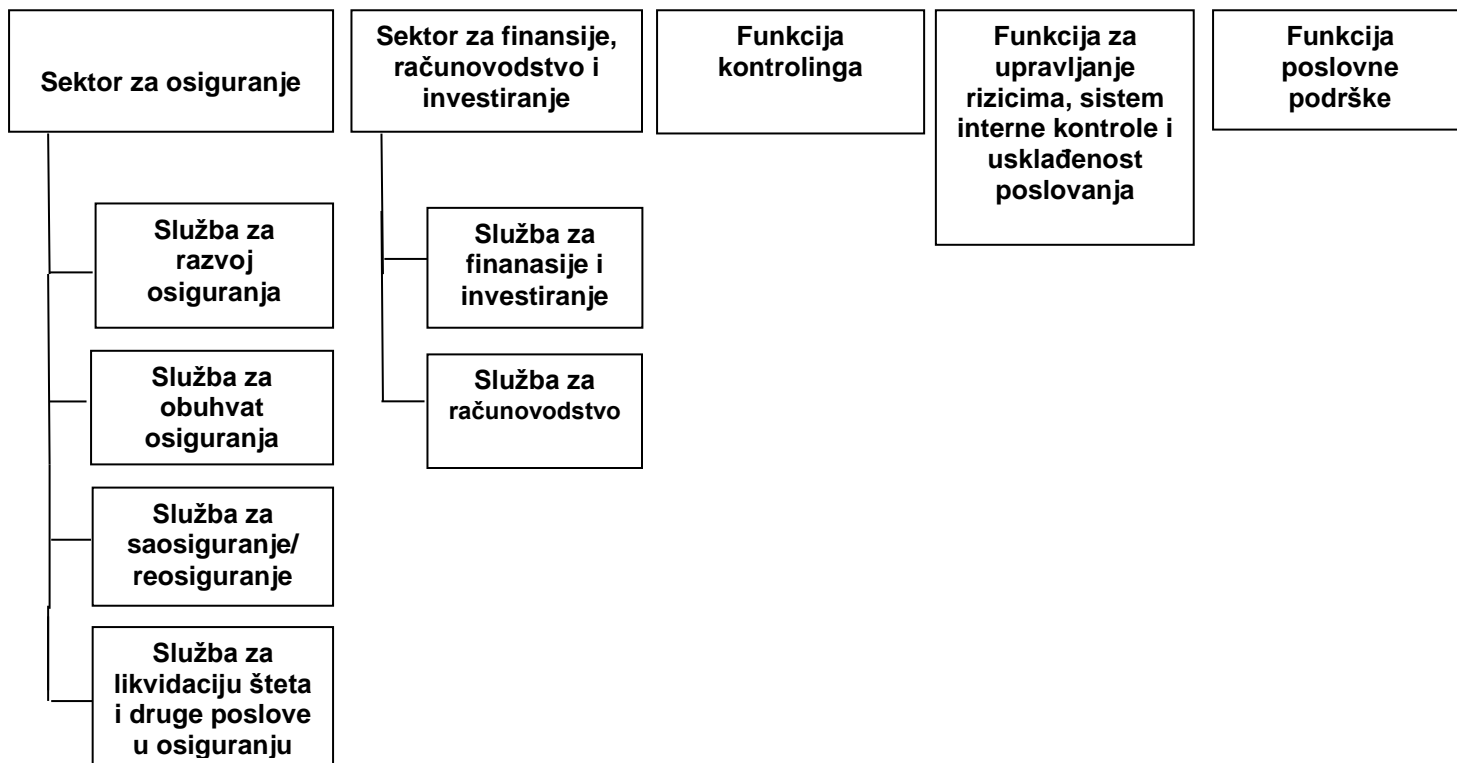 Sektor za osiguranje
Sektor za finansije,
računovodstvo i
investiranje
Funkcija
kontrolinga
Funkcija za
upravljanje
rizicima, sistem
interne kontrole i
usklađenost
poslovanja
Funkcija
poslovne
podrške
Služba za
razvoj
osiguranja
Služba za
obuhvat
osiguranja
Služba za
saosiguranje/
reosiguranje
Služba za
likvidaciju šteta
i druge poslove
u osiguranju
Služba za
finanasije i
investiranje
Služba za
računovodstvo